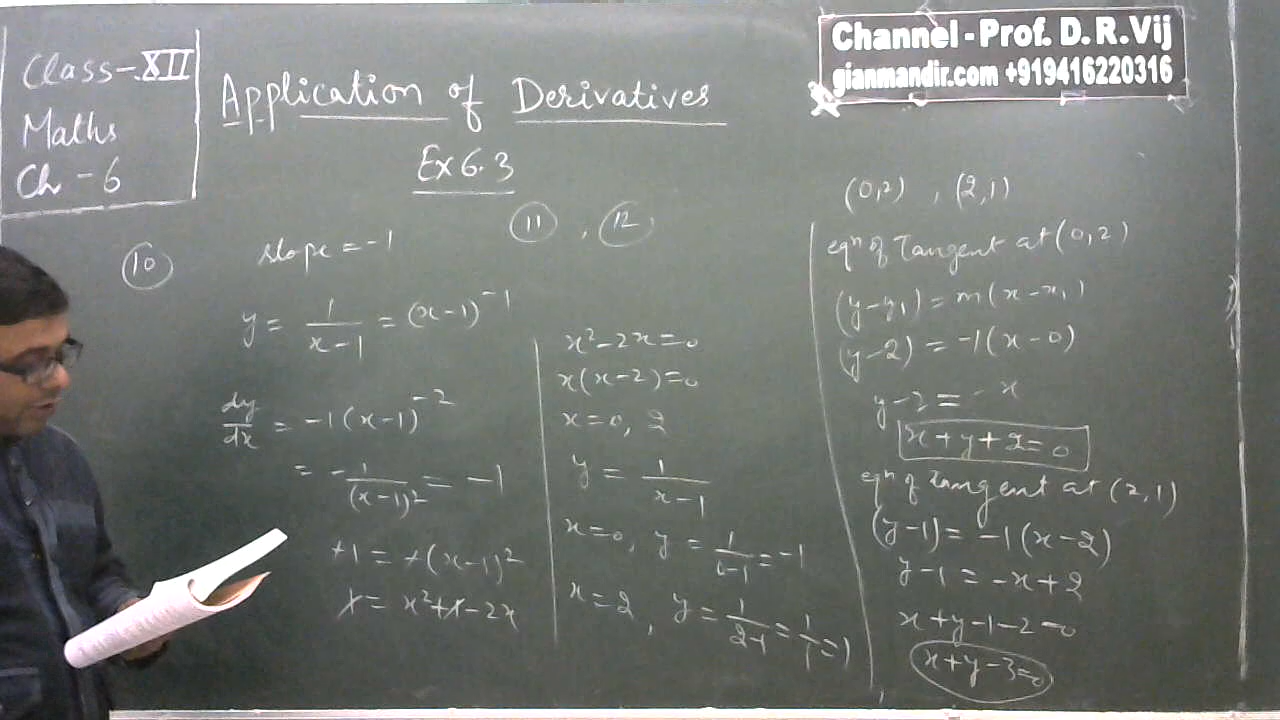 Channel - Prof. D. R. Vij
gianmandir.com +919416220316
Class-XII
Maths
Ch - 6
Application of Derivatives
Ex 6.3
11 , 12
10
slope = -1
y = 1/(x-1) = (x-1)^-1
dy/dx = -1(x-1)^-2
= -1/(x-1)² = -1
+1 = +(x-1)²
1 = x²+1-2x
x²-2x=0
x(x-2)=0
x=0, 2
y = 1/(x-1)
x=0, y = 1/(-1) = -1
x=2, y = 1/(2-1) = 1/1 = 1
(0,2) , (2,1)
eqn of Tangent at (0,2)
(y-y₁) = m(x-x₁)
(y-2) = -1(x-0)
y-2 = -x
x+y+2=0
eqn of Tangent at (2,1)
(y-1) = -1(x-2)
y-1 = -x+2
x+y-1-2=0
x+y-3=0